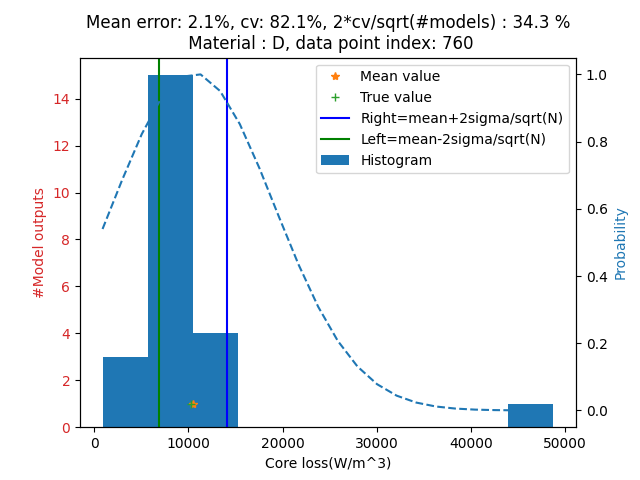 Mean error: 2.1%, cv: 82.1%, 2*cv/sqrt(#models) : 34.3 %
Material : D, data point index: 760
Mean value
True value
Right=mean+2sigma/sqrt(N)
Left=mean-2sigma/sqrt(N)
Histogram
#Model outputs
14
12
10
8
6
4
2
0
1.0
0.8
0.6
0.4
0.2
0.0
Probability
0 10000 20000 30000 40000 50000
Core loss(W/m^3)